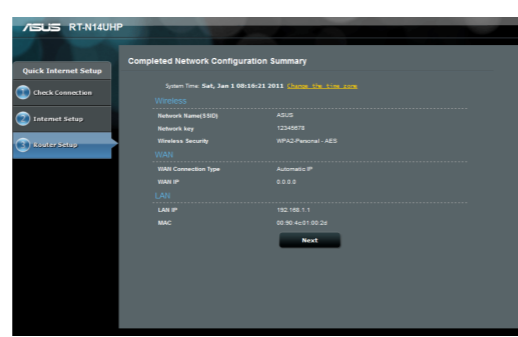 ASUS RT-N14UHP
Quick Internet Setup
1 Check Connection
2 Internet Setup
3 Router Setup
Completed Network Configuration Summary
System Time: Sat, Jan 1 08:16:21 2011 Change the time zone
Wireless
Network Name(SSID) ASUS
Network key 12345678
Wireless Security WPA2-Personal - AES
WAN
WAN Connection Type Automatic IP
WAN IP 0.0.0.0
LAN
LAN IP 192.168.1.1
MAC 00:90:4c:01:00:2d
Next